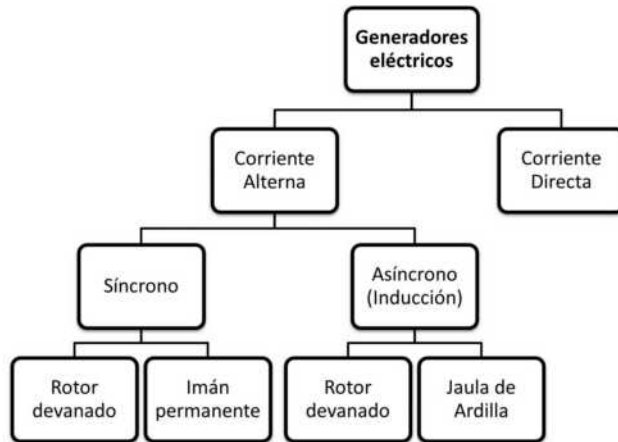 Generadores
eléctricos
Corriente
Alterna
Corriente
Directa
Síncrono
Asíncrono
(Inducción)
Rotor
devanado
Imán
permanente
Rotor
devanado
Jaula de
Ardilla